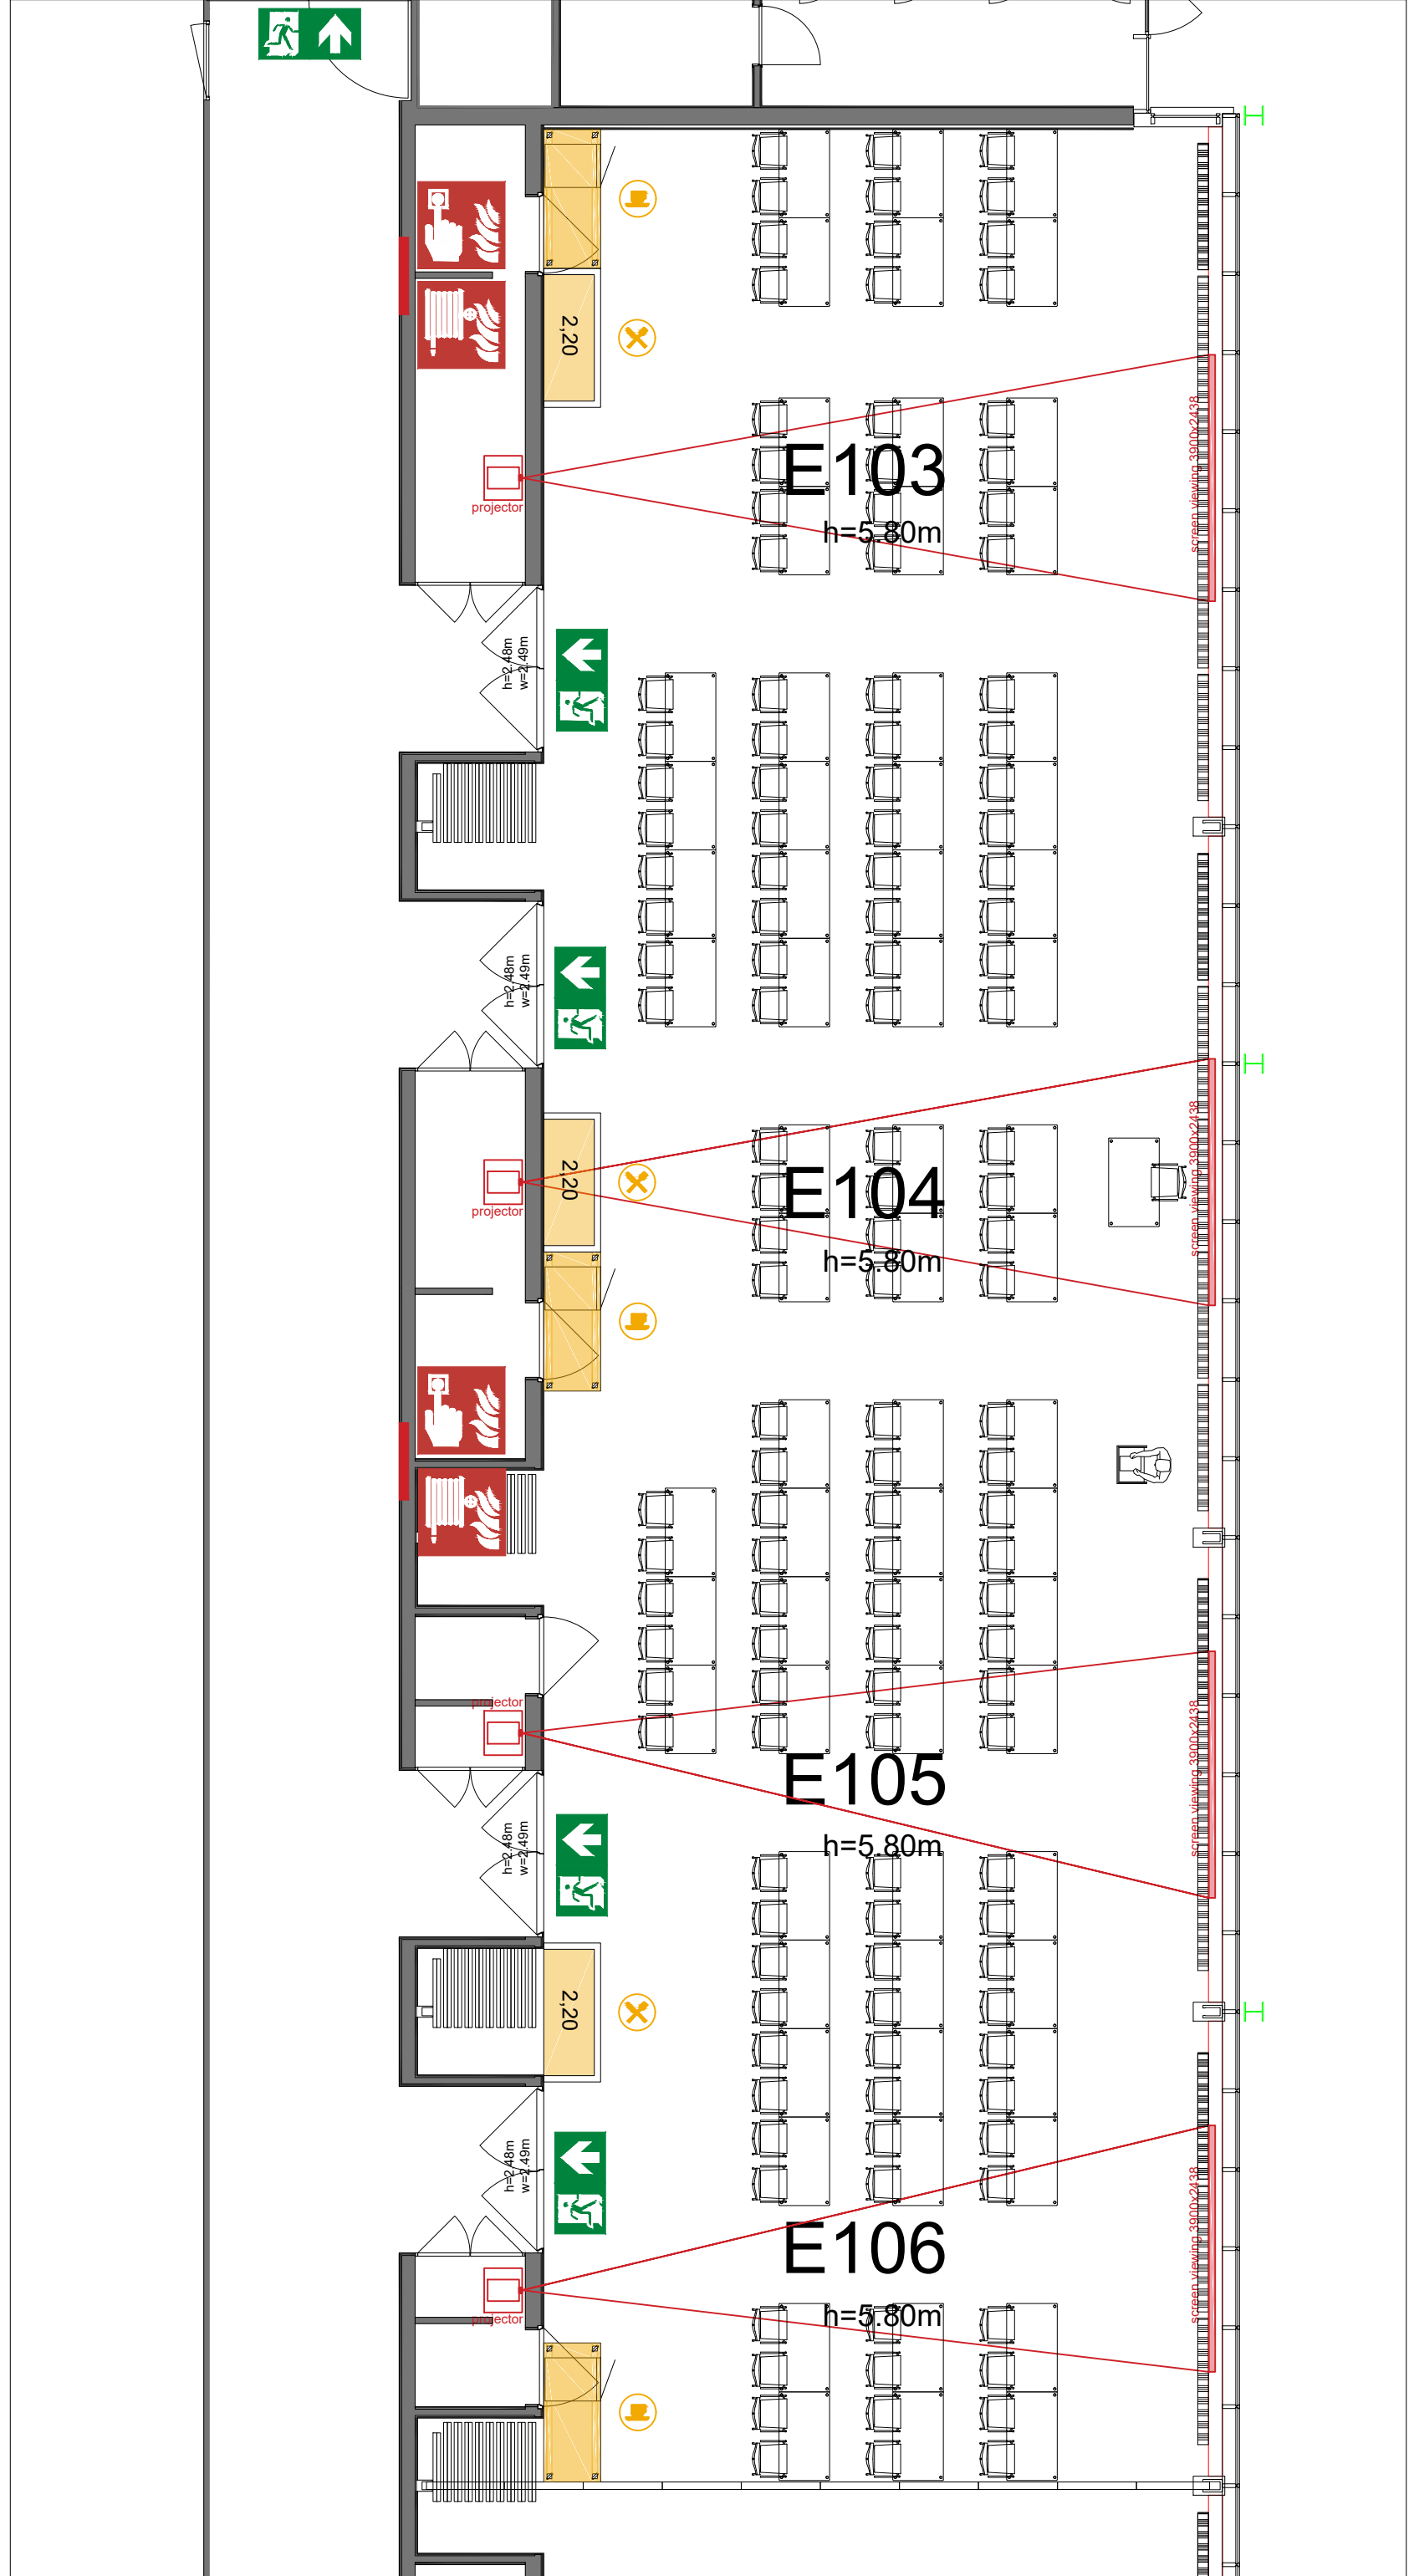 2,20
screen viewing 3900x2438
E103
projector
h=5.80m
h=2.48m
w=2.49m
h=2.48m
w=2.49m
screen viewing 3900x2438
2,20
E104
projector
h=5.80m
projector
screen viewing 3900x2438
E105
h=2.48m
w=2.49m
h=5.80m
2,20
h=2.48m
w=2.49m
screen viewing 3900x2438
E106
projector
h=5.80m